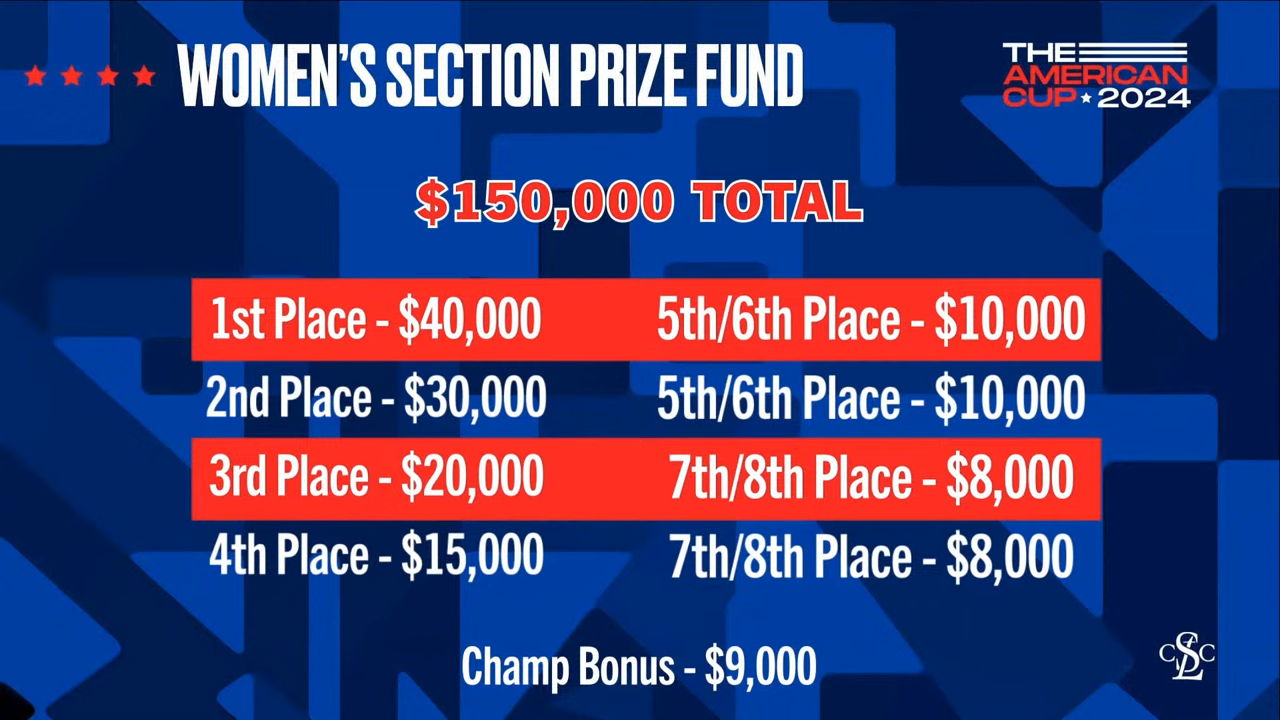 WOMEN'S SECTION PRIZE FUND
THE
AMERICAN
CUP 2024
$150,000 TOTAL
1st Place - $40,000
5th/6th Place - $10,000
2nd Place - $30,000
5th/6th Place - $10,000
3rd Place - $20,000
7th/8th Place - $8,000
4th Place - $15,000
7th/8th Place - $8,000
Champ Bonus - $9,000
STL
CC